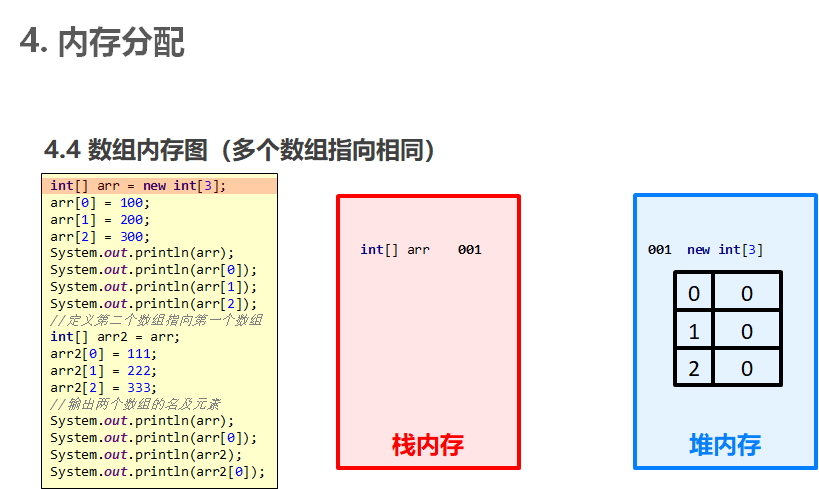 4. 内存分配
4.4 数组内存图（多个数组指向相同）
int[] arr = new int[3];
arr[0] = 100;
arr[1] = 200;
arr[2] = 300;
System.out.println(arr);
System.out.println(arr[0]);
System.out.println(arr[1]);
System.out.println(arr[2]);
//定义第二个数组指向第一个数组
int[] arr2 = arr;
arr2[0] = 111;
arr2[1] = 222;
arr2[2] = 333;
//输出两个数组的名及元素
System.out.println(arr);
System.out.println(arr[0]);
System.out.println(arr2);
System.out.println(arr2[0]);
int[] arr 001
栈内存
001 new int[3]
0 0
1 0
2 0
堆内存